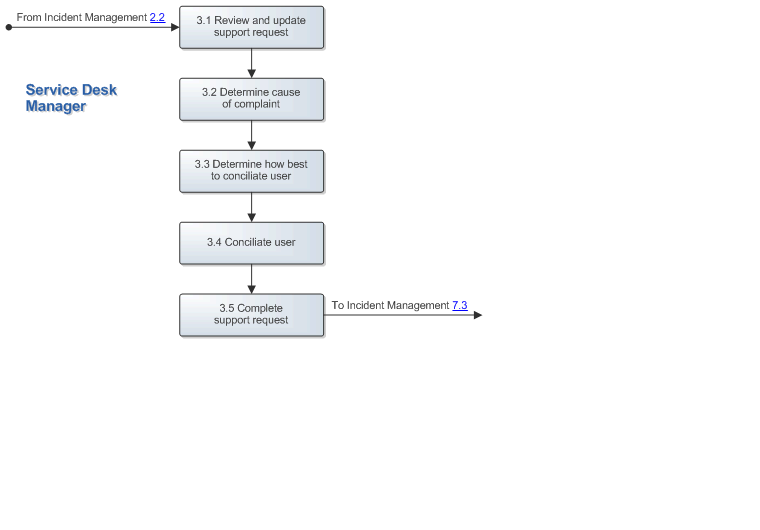 From Incident Management 2.2
3.1 Review and update
support request
Service Desk
Manager
3.2 Determine cause
of complaint
3.3 Determine how best
to conciliate user
3.4 Conciliate user
3.5 Complete
support request
To Incident Management 7.3